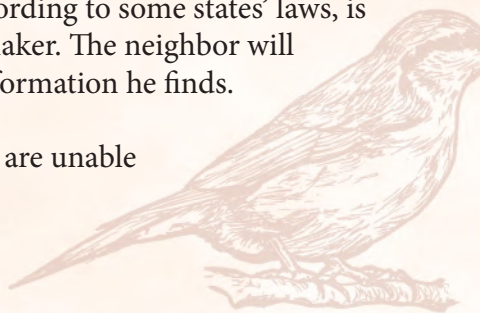 ording to some states’ laws, is
aker. The neighbor will
formation he finds.
are unable